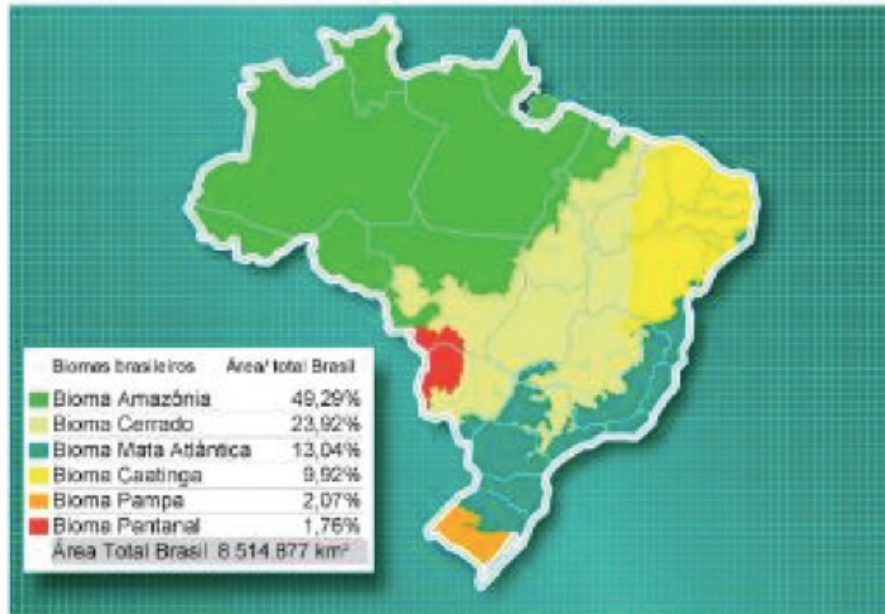 Biomas brasileiros Área/ total Brasil
Bioma Amazônia 49,29%
Bioma Cerrado 23,92%
Bioma Mata Atlântica 13,04%
Bioma Caatinga 9,92%
Bioma Pampa 2,07%
Bioma Pantanal 1,76%
Área Total Brasil 8.514.877 km²